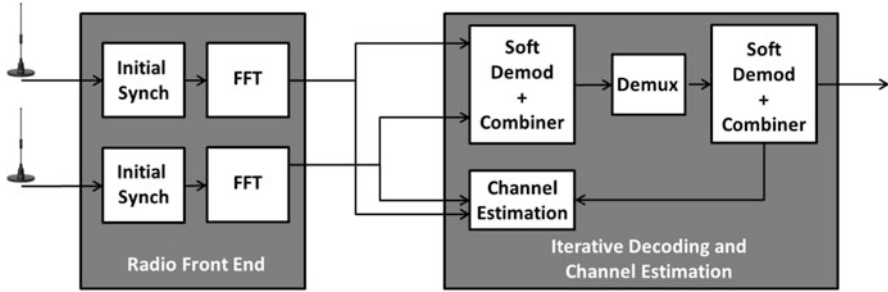 Initial
Synch
FFT
Initial
Synch
FFT
Radio Front End
Soft
Demod
+
Combiner
Demux
Soft
Demod
+
Combiner
Channel
Estimation
Iterative Decoding and
Channel Estimation